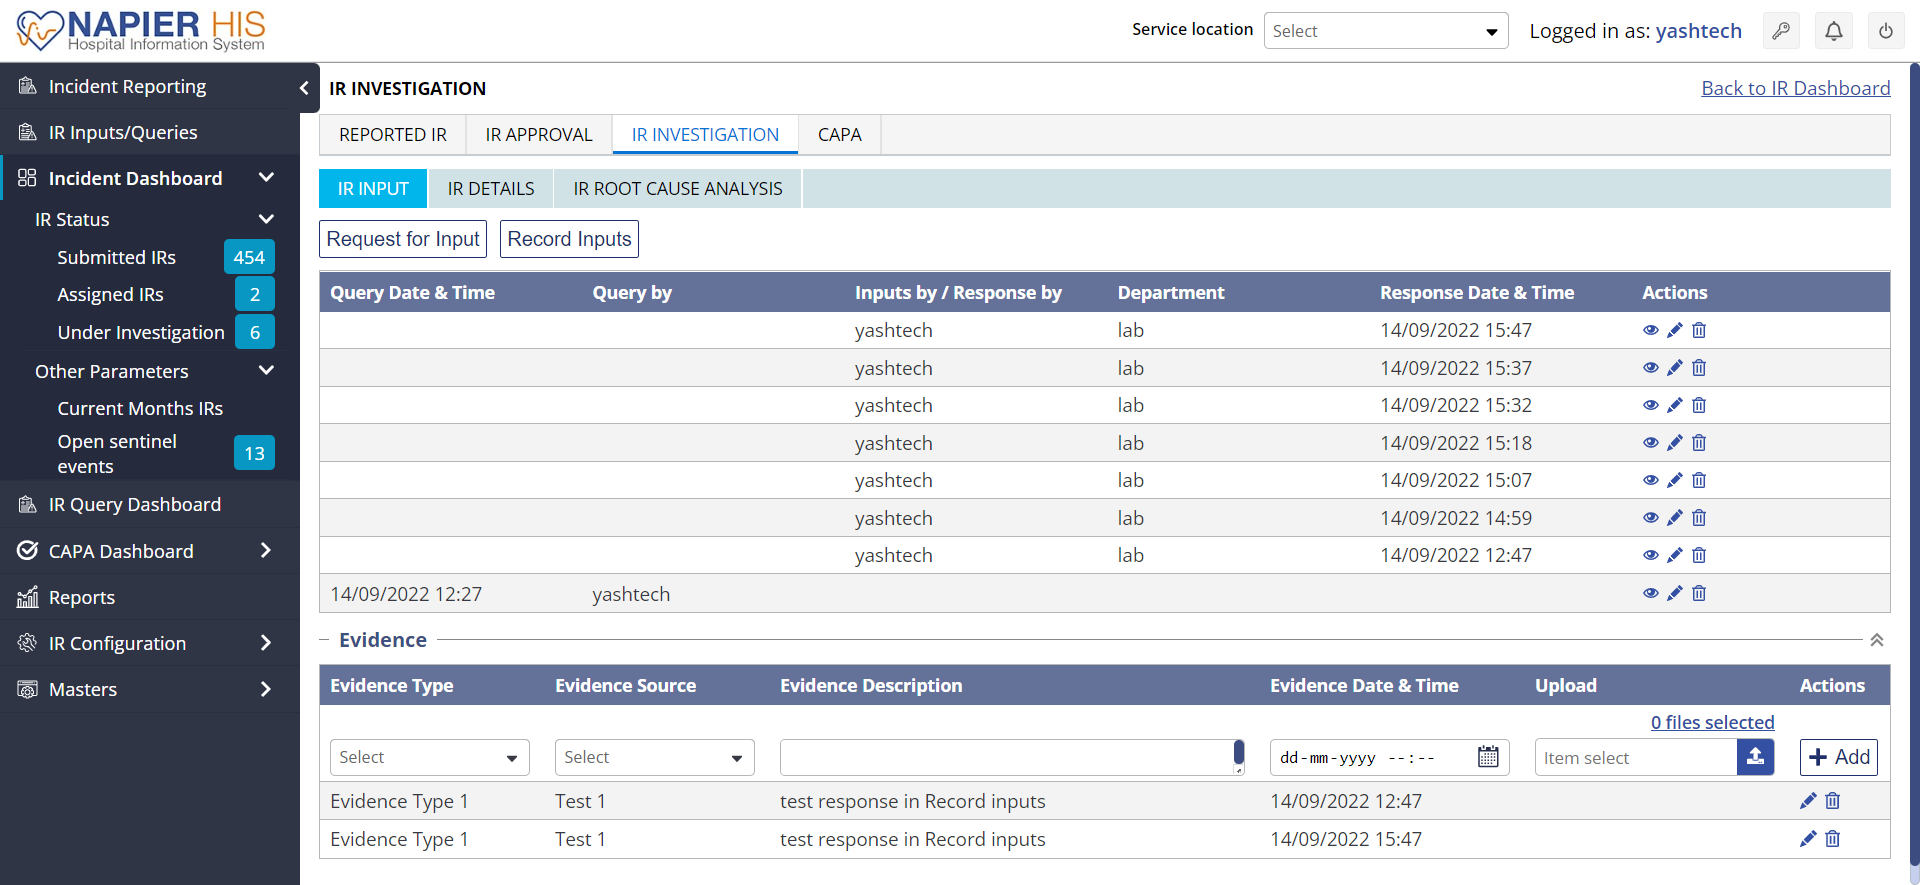 NAPIER HIS
Hospital Information System
Service location
Select
Logged in as: yashtech
Incident Reporting
IR Inputs/Queries
Incident Dashboard
IR Status
Submitted IRs 454
Assigned IRs 2
Under Investigation 6
Other Parameters
Current Months IRs
Open sentinel
events
13
IR Query Dashboard
CAPA Dashboard
Reports
IR Configuration
Masters
IR INVESTIGATION
Back to IR Dashboard
REPORTED IR IR APPROVAL IR INVESTIGATION CAPA
IR INPUT IR DETAILS IR ROOT CAUSE ANALYSIS
Request for Input Record Inputs
Query Date & Time Query by Inputs by / Response by Department Response Date & Time Actions
yashtech lab 14/09/2022 15:47
yashtech lab 14/09/2022 15:37
yashtech lab 14/09/2022 15:32
yashtech lab 14/09/2022 15:18
yashtech lab 14/09/2022 15:07
yashtech lab 14/09/2022 14:59
yashtech lab 14/09/2022 12:47
14/09/2022 12:27 yashtech
Evidence
Evidence Type Evidence Source Evidence Description Evidence Date & Time Upload Actions
0 files selected
Select Select dd-mm-yyyy --:-- Item select Add
Evidence Type 1 Test 1 test response in Record inputs 14/09/2022 12:47
Evidence Type 1 Test 1 test response in Record inputs 14/09/2022 15:47